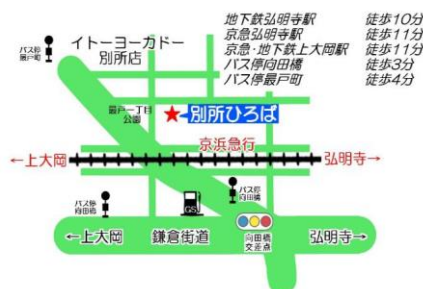 地下鉄弘明寺駅 徒歩10分
京急弘明寺駅 徒歩11分
京急・地下鉄上大岡駅 徒歩11分
バス停向田橋 徒歩3分
バス停最戸町 徒歩4分
バス停
最戸町
イトーヨーカドー
別所店
最戸一丁目
公園
★別所ひろば
京浜急行
←上大岡
弘明寺→
バス停
向田橋
GS
バス停
向田橋
←上大岡
鎌倉街道
向田橋
交差点
弘明寺→